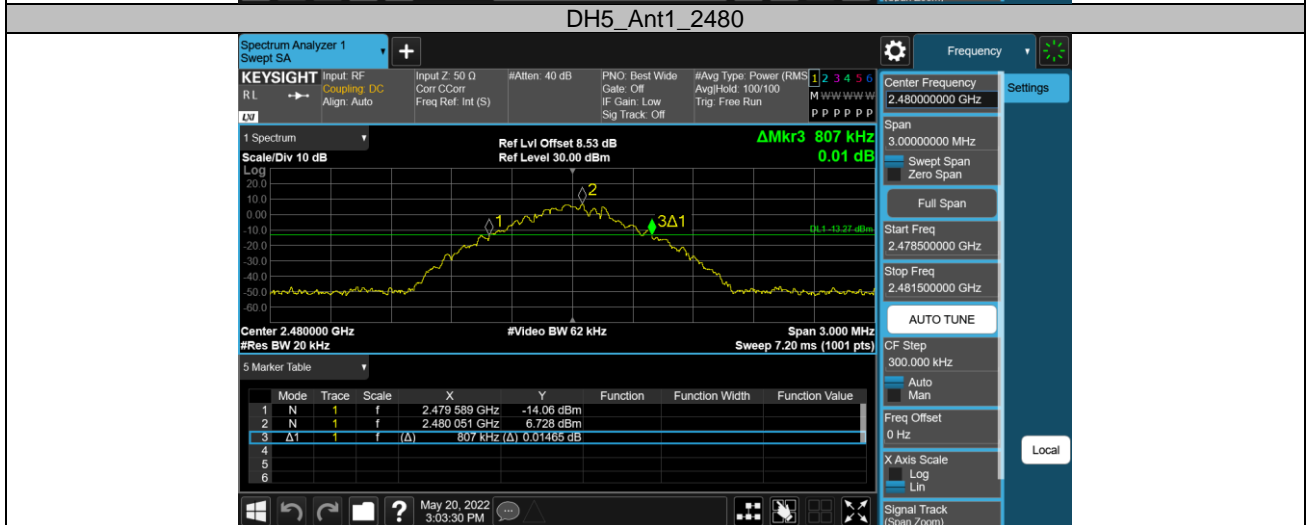 DH5_Ant1_2480
Spectrum Analyzer 1
Swept SA
+
Frequency
KEYSIGHT
RL
LXI
Input: RF
Coupling: DC
Align: Auto
Input Z: 50 Ω
Corr CCorr
Freq Ref: Int (S)
#Atten: 40 dB
PNO: Best Wide
Gate: Off
IF Gain: Low
Sig Track: Off
#Avg Type: Power (RMS
Avg|Hold: 100/100
Trig: Free Run
1 2 3 4 5 6
M W W W W W
P P P P P P
1 Spectrum
Scale/Div 10 dB
Log
Ref Lvl Offset 8.53 dB
Ref Level 30.00 dBm
ΔMkr3 807 kHz
0.01 dB
20.0
10.0
0.00
-10.0
-20.0
-30.0
-40.0
-50.0
-60.0
1
2
3Δ1
DL1 -13.27 dBm
Center 2.480000 GHz
#Video BW 62 kHz
Span 3.000 MHz
#Res BW 20 kHz
Sweep 7.20 ms (1001 pts)
5 Marker Table
Mode Trace Scale X Y Function Function Width Function Value
1 N 1 f 2.479 589 GHz -14.06 dBm
2 N 1 f 2.480 051 GHz 6.728 dBm
3 Δ1 1 f (Δ) 807 kHz (Δ) 0.01465 dB
4
5
6
?
May 20, 2022
3:03:30 PM
Center Frequency
2.480000000 GHz
Settings
Span
3.00000000 MHz
Swept Span
Zero Span
Full Span
Start Freq
2.478500000 GHz
Stop Freq
2.481500000 GHz
AUTO TUNE
CF Step
300.000 kHz
Auto
Man
Freq Offset
0 Hz
Local
X Axis Scale
Log
Lin
Signal Track
(Span Zoom)